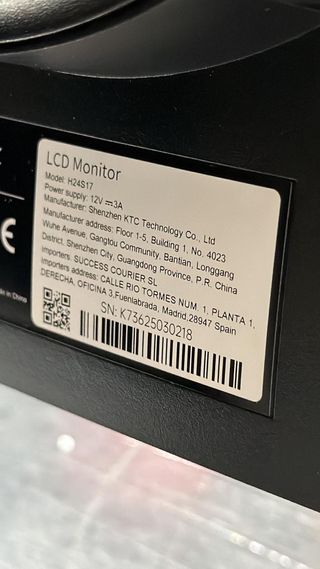 LCD Monitor
Model: H24S17
Power supply: 12V⎓3A
Manufacturer: Shenzhen KTC Technology Co., Ltd
Manufacturer address: Floor 1-5, Building 1, No. 4023
Wuhe Avenue, Gangtou Community, Bantian, Longgang
District, Shenzhen City, Guangdong Province, P.R. China
Importers: SUCCESS COURIER SL
Importers address: CALLE RIO TORMES NUM. 1, PLANTA 1,
DERECHA, OFICINA 3,Fuenlabrada, Madrid,28947 Spain
SN: K73625030218
CE
in China